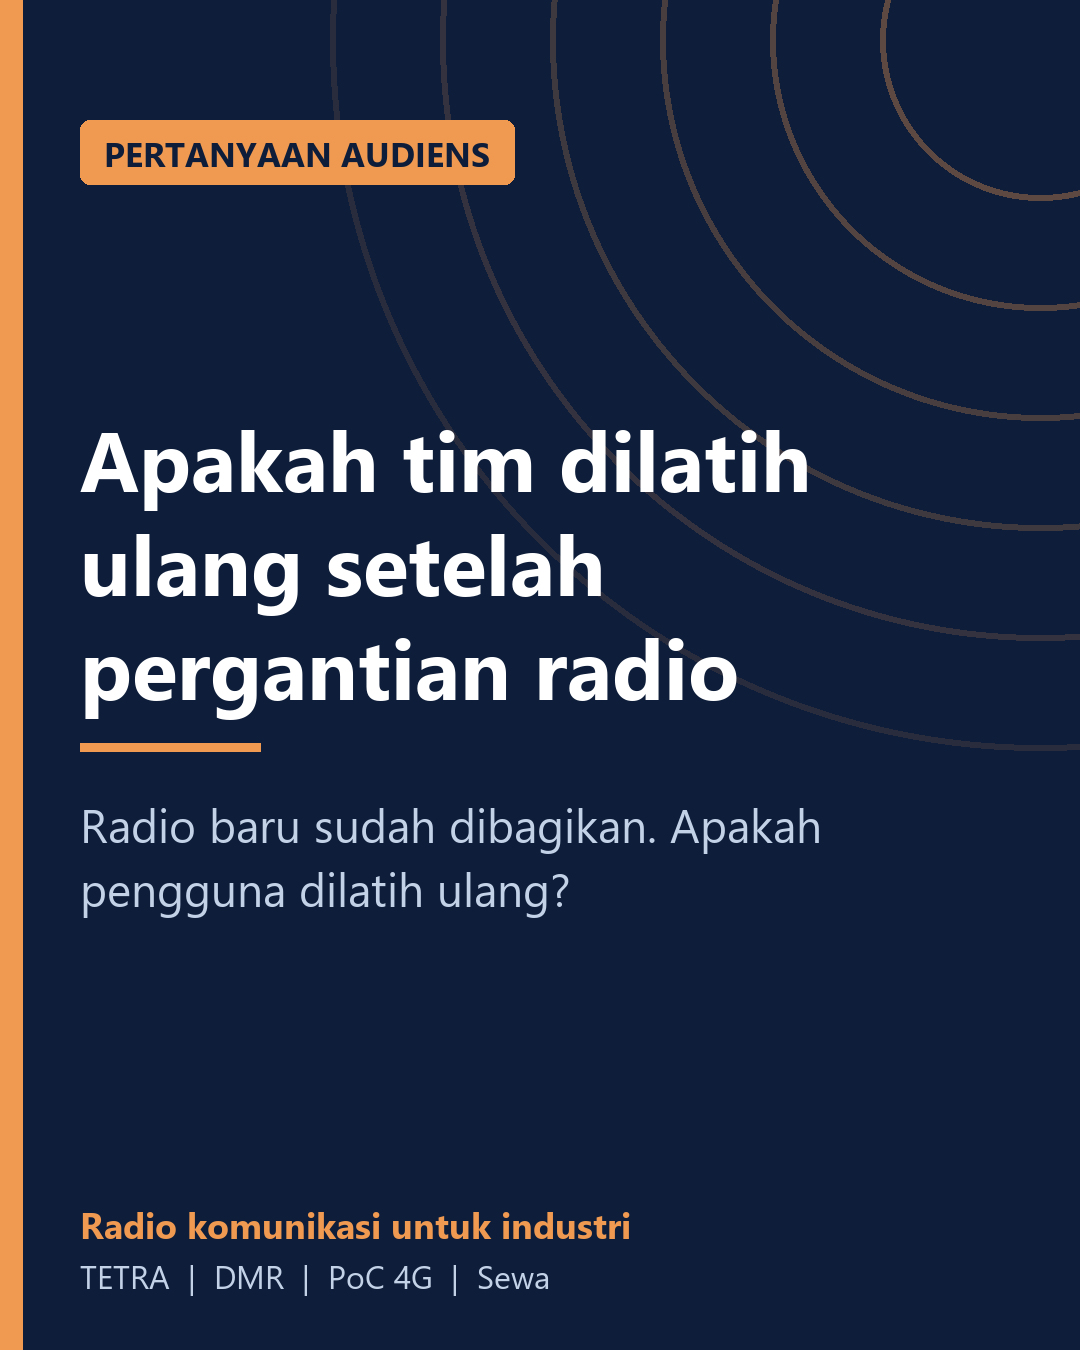 PERTANYAAN AUDIENS
Apakah tim dilatih
ulang setelah
pergantian radio
Radio baru sudah dibagikan. Apakah
pengguna dilatih ulang?
Radio komunikasi untuk industri
TETRA | DMR | PoC 4G | Sewa